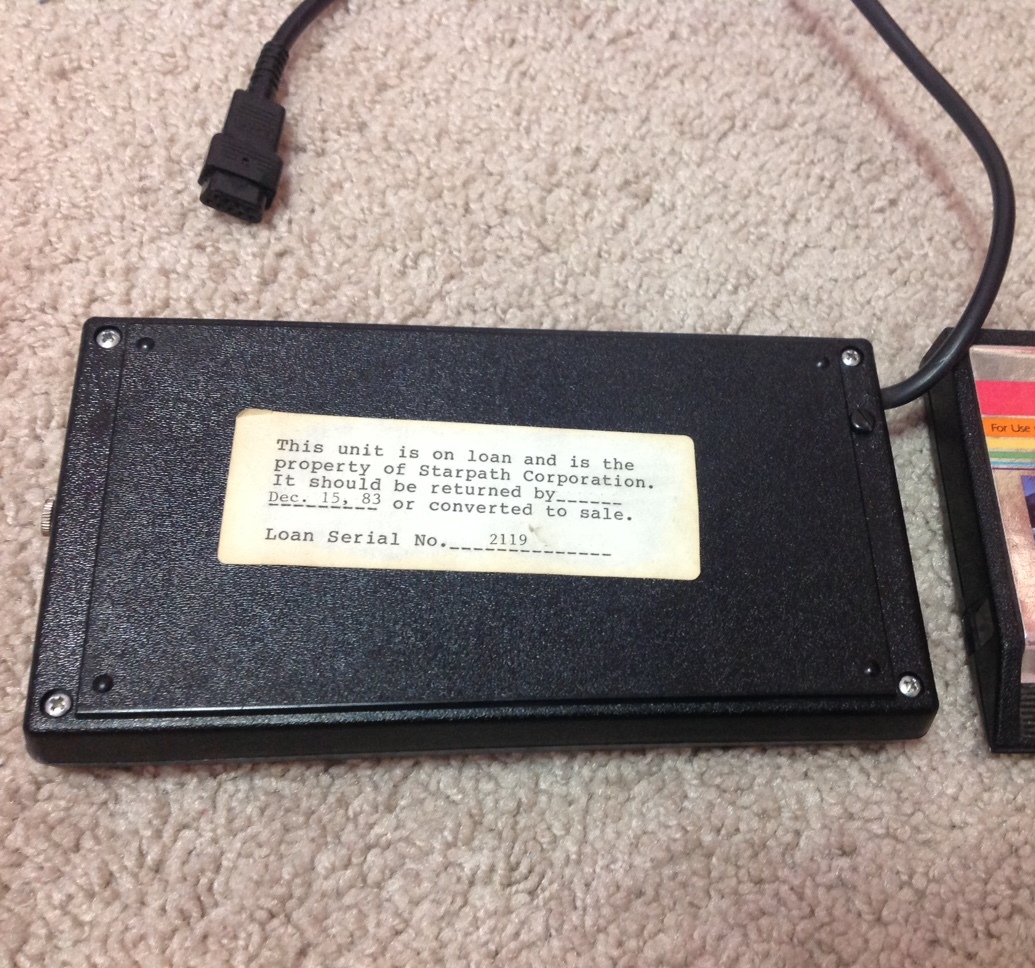 This unit is on loan and is the
property of Starpath Corporation.
It should be returned by______
Dec. 15, 83 or converted to sale.
Loan Serial No.___2119______
For Use